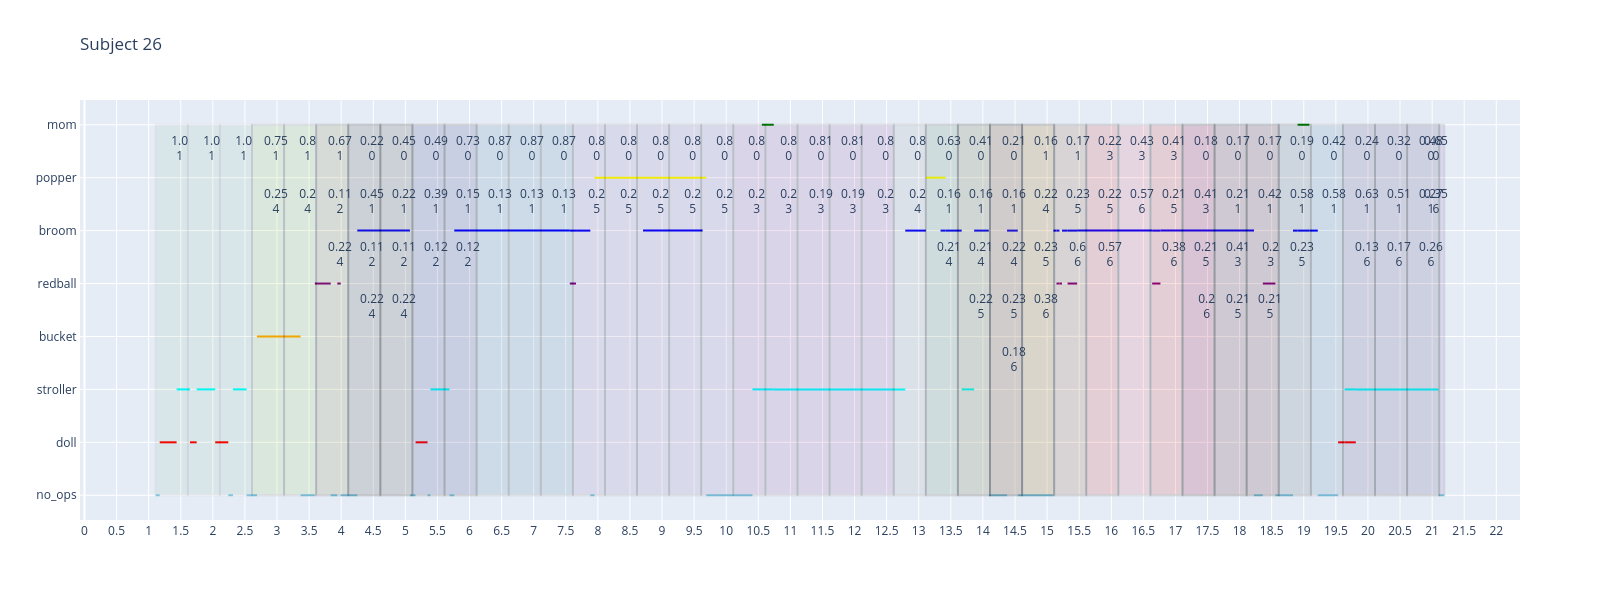 Subject 26
mom
1.0 1.0 1.0 0.75 0.8 0.67 0.22 0.45 0.49 0.73 0.87 0.87 0.87 0.8 0.8 0.8 0.8 0.8 0.8 0.8 0.81 0.81 0.8 0.8 0.63 0.41 0.21 0.16 0.17 0.22 0.43 0.41 0.18 0.17 0.17 0.19 0.42 0.24 0.32
1 1 1 1 1 1 0 0 0 0 0 0 0 0 0 0 0 0 0 0 0 0 0 0 0 0 0 1 1 3 3 3 0 0 0 0 0 0 0
popper
0.25 0.2 0.11 0.45 0.22 0.39 0.15 0.13 0.13 0.13 0.2 0.2 0.2 0.2 0.2 0.2 0.2 0.19 0.19 0.2 0.2 0.16 0.16 0.16 0.22 0.23 0.22 0.57 0.21 0.41 0.21 0.42 0.58 0.58 0.63 0.51
4 4 2 1 1 1 1 1 1 1 5 5 5 5 5 3 3 3 3 3 4 1 1 1 4 5 5 6 5 3 1 1 1 1 1 1
broom
0.22 0.11 0.11 0.12 0.12 0.21 0.21 0.22 0.23 0.6 0.57 0.38 0.21 0.41 0.2 0.23 0.13 0.17 0.26
4 2 2 2 2 4 4 4 5 6 6 6 5 3 3 5 6 6 6
redball
0.22 0.22 0.22 0.23 0.38 0.2 0.21 0.21
4 4 5 5 6 6 5 5
bucket
0.18
6
stroller
doll
no_ops
0 0.5 1 1.5 2 2.5 3 3.5 4 4.5 5 5.5 6 6.5 7 7.5 8 8.5 9 9.5 10 10.5 11 11.5 12 12.5 13 13.5 14 14.5 15 15.5 16 16.5 17 17.5 18 18.5 19 19.5 20 20.5 21 21.5 22